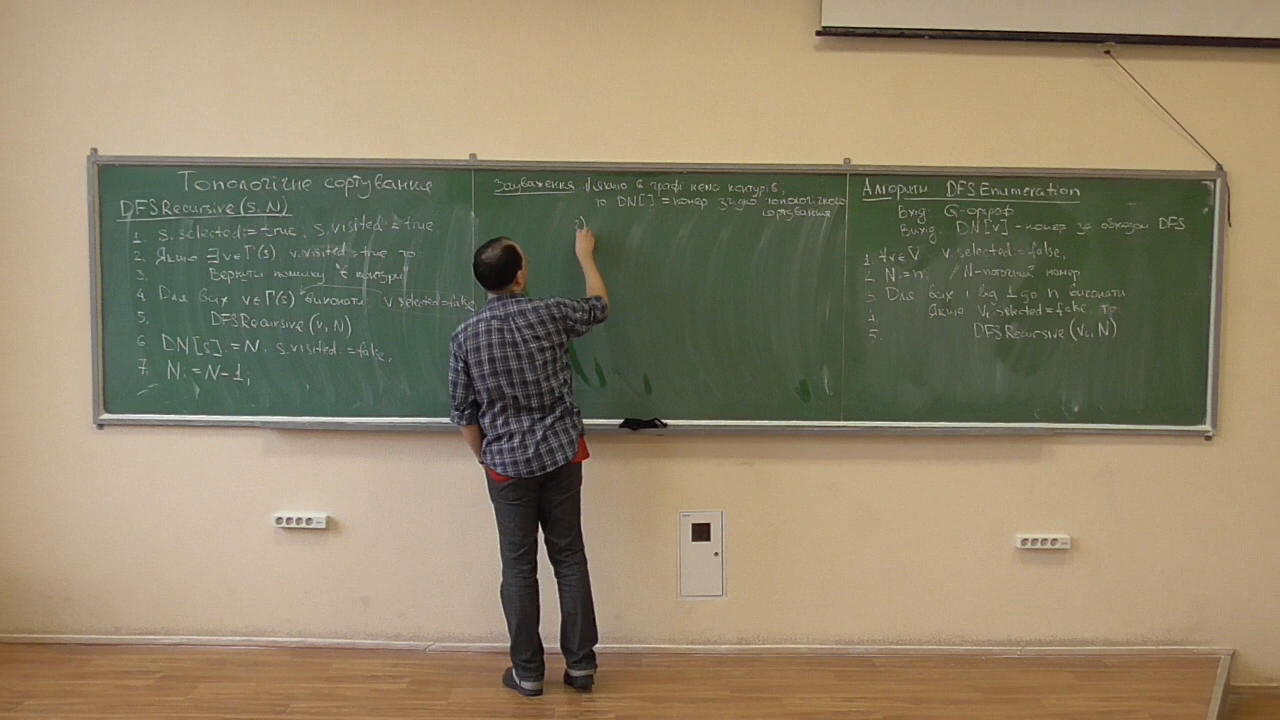 Топологічне сортування
DFSRecursive(s, N)
1. s.selected:=true, s.visited:=true,
2. Якщо ∃v∈Γ(s) v.visited=true то
3. Вернути помилку "є контури"
4. Для всіх v∈Γ(s) виконати v.selected=false
5. DFSRecursive(v, N)
6. DN[s]:=N, s.visited:=false,
7. N:=N-1,
Зауваження 1) якщо в графі нема контурів,
то DN[] = номер згідно топологічного
сортування
2)
Алгоритм DFSEnumeration
Вхід G-орграф
Вихід DN[v] - номер за обходом DFS
1. ∀v∈V v.selected=false,
2. N:=n, // N-поточний номер
3. Для всіх i від 1 до n виконати
4. Якщо vi.selected=false то
5. DFSRecursive(vi, N)